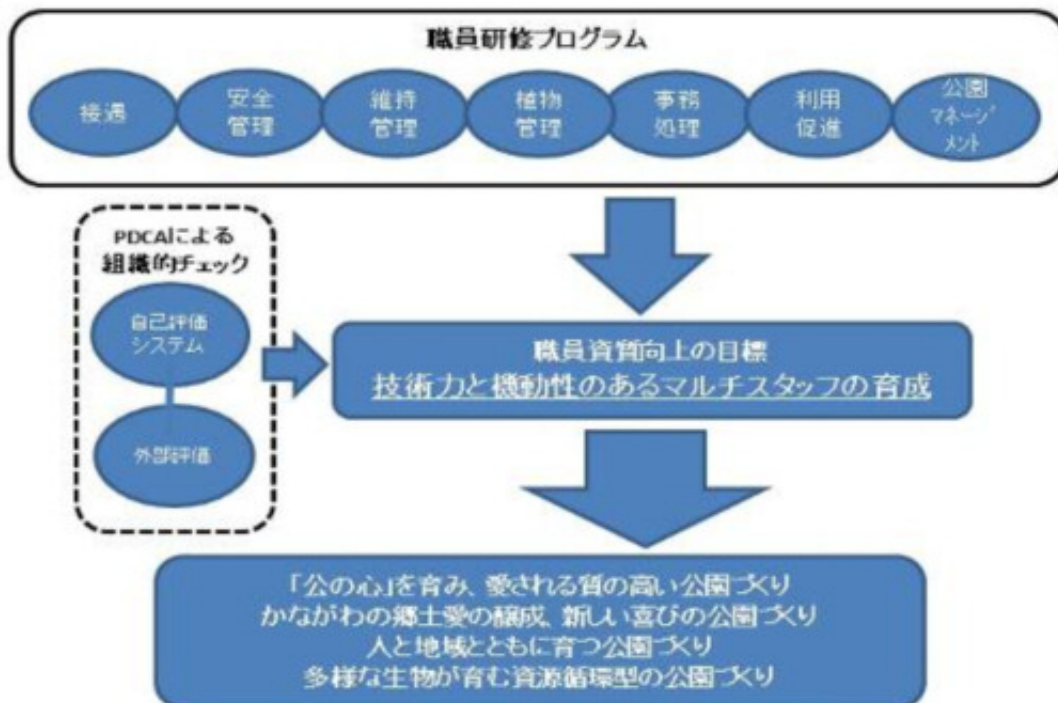 職員研修プログラム
接遇
安全
管理
維持
管理
植物
管理
事務
処理
利用
促進
公園
マネージ
メント
PDCAによる
組織的チェック
自己評価
システム
外部評価
職員資質向上の目標
技術力と機動性のあるマルチスタッフの育成
「公の心」を育み、愛される質の高い公園づくり
かながわの郷土愛の醸成、新しい喜びの公園づくり
人と地域とともに育つ公園づくり
多様な生物が育む資源循環型の公園づくり